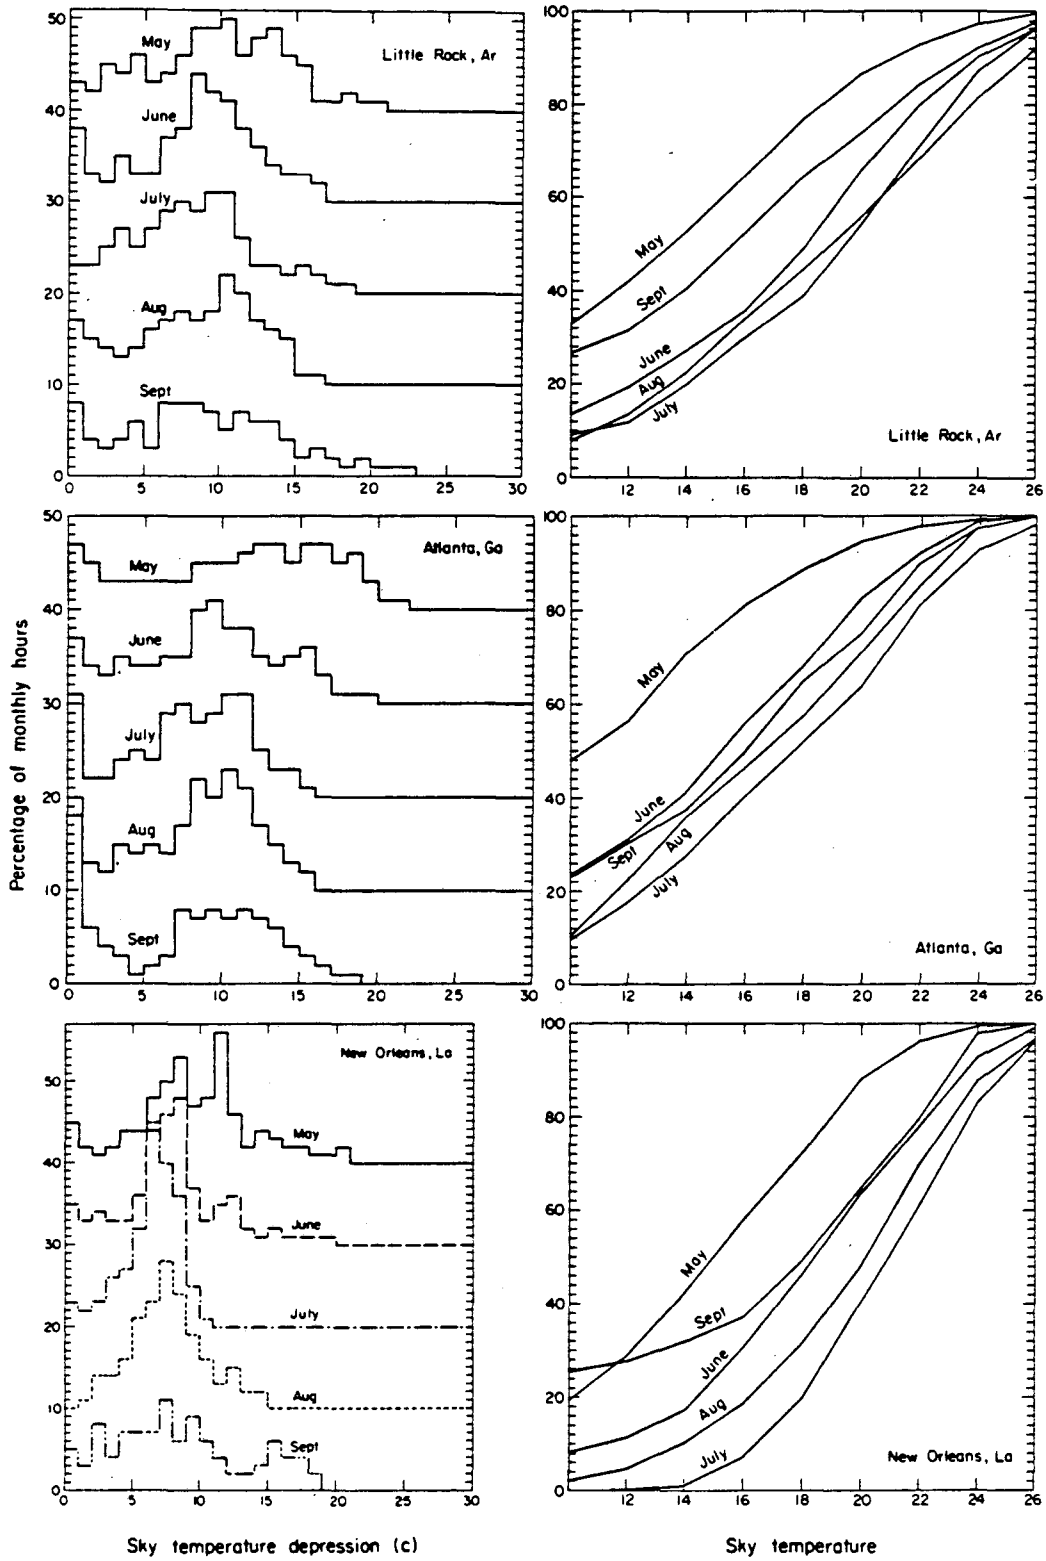 50
40
30
20
10
0
May
June
July
Aug
Sept
Little Rock, Ar
0 5 10 15 20 25 30
100
80
60
40
20
0
May
Sept
June
Aug
July
Little Rock, Ar
12 14 16 18 20 22 24 26
50
40
30
20
10
0
May
June
July
Aug
Sept
Atlanta, Ga
0 5 10 15 20 25 30
100
80
60
40
20
0
May
June
Sept
Aug
July
Atlanta, Ga
12 14 16 18 20 22 24 26
Percentage of monthly hours
50
40
30
20
10
0
New Orleans, La
May
June
July
Aug
Sept
0 5 10 15 20 25 30
100
80
60
40
20
0
May
Sept
June
Aug
July
New Orleans, La
12 14 16 18 20 22 24 26
Sky temperature depression (c)
Sky temperature